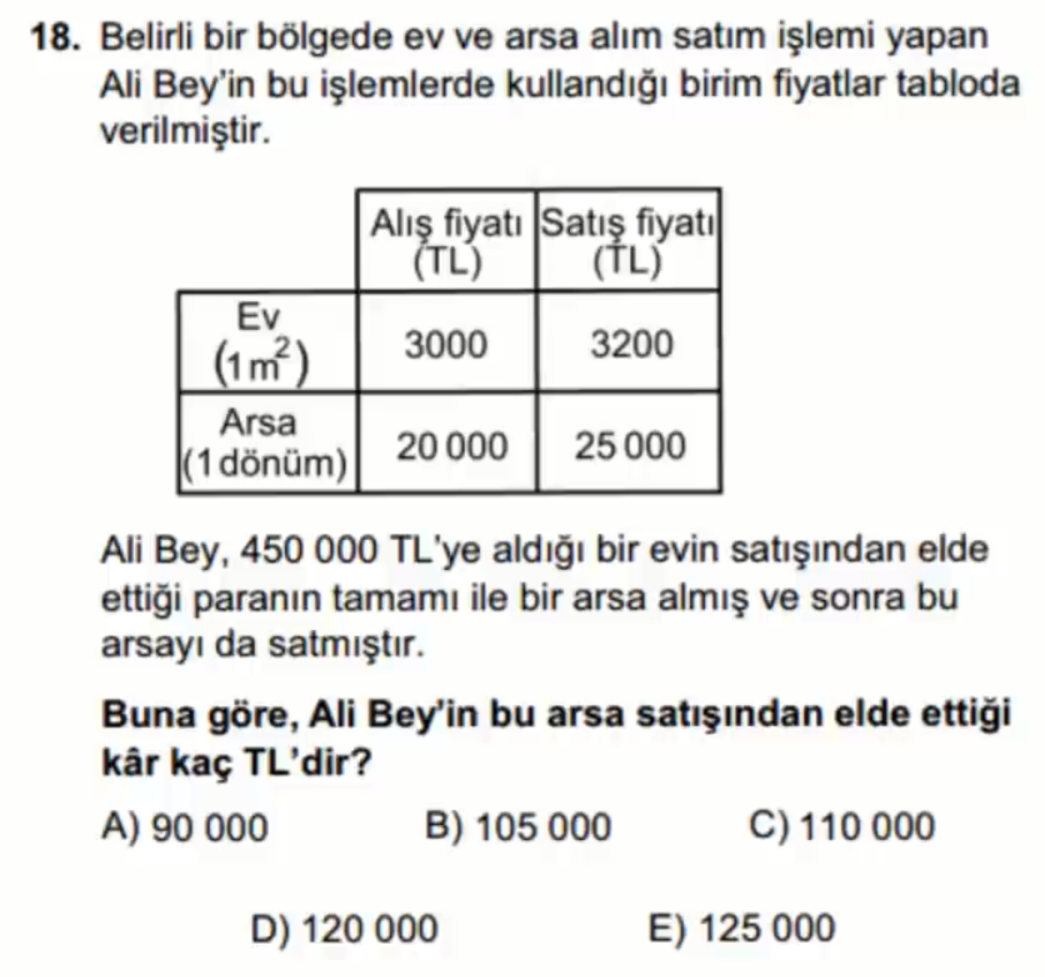 18. Belirli bir bölgede ev ve arsa alım satım işlemi yapan
Ali Bey'in bu işlemlerde kullandığı birim fiyatlar tabloda
verilmiştir.
Alış fiyatı (TL) Satış fiyatı (TL)
Ev (1 m²) 3000 3200
Arsa (1 dönüm) 20 000 25 000
Ali Bey, 450 000 TL'ye aldığı bir evin satışından elde
ettiği paranın tamamı ile bir arsa almış ve sonra bu
arsayı da satmıştır.
Buna göre, Ali Bey'in bu arsa satışından elde ettiği
kâr kaç TL'dir?
A) 90 000 B) 105 000 C) 110 000
D) 120 000 E) 125 000